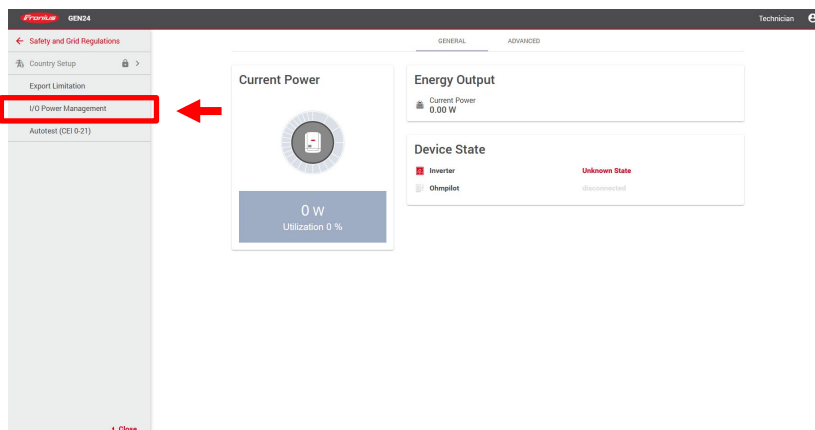 Fronius GEN24
Technician
Safety and Grid Regulations
Country Setup
Export Limitation
I/O Power Management
Autotest (CEI 0-21)
Close
GENERAL ADVANCED
Current Power
0 W
Utilization 0 %
Energy Output
Current Power
0.00 W
Device State
Inverter Unknown State
Ohmpilot disconnected